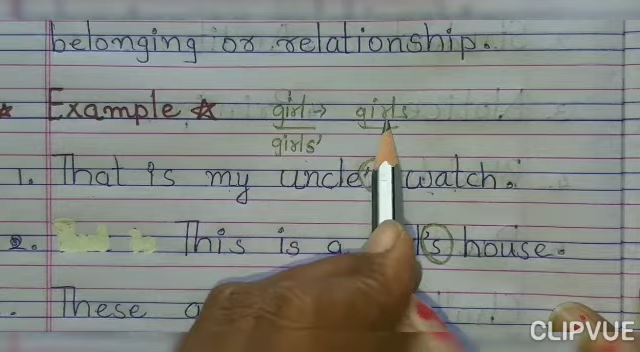 belonging or relationship.
Example girl → girls
girls'
1. That is my uncle watch.
2. This is a 's house.
These
CLIPVUE